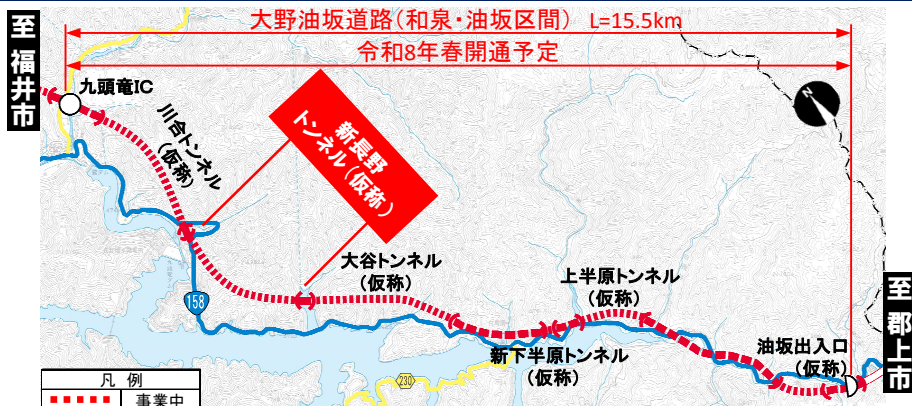 大野油坂道路（和泉・油坂区間） L=15.5km
令和8年春開通予定
至 福井市
九頭竜IC
川合トンネル
（仮称）
新長野
トンネル（仮称）
N
大谷トンネル
（仮称）
上半原トンネル
（仮称）
158
新下半原トンネル
（仮称）
230
油坂出入口
（仮称）
至 郡上市
凡 例
事業中